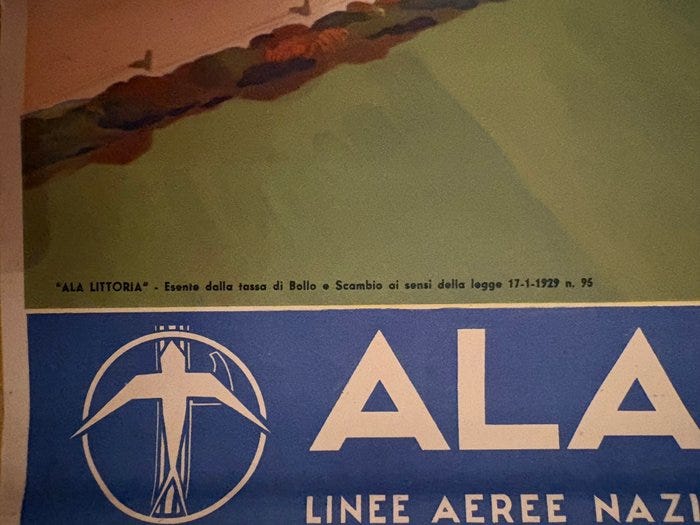 "ALA LITTORIA" - Esente dalla tassa di Bollo e Scambio ai sensi della legge 17-1-1929 n. 95
ALA
LINEE AEREE NAZI